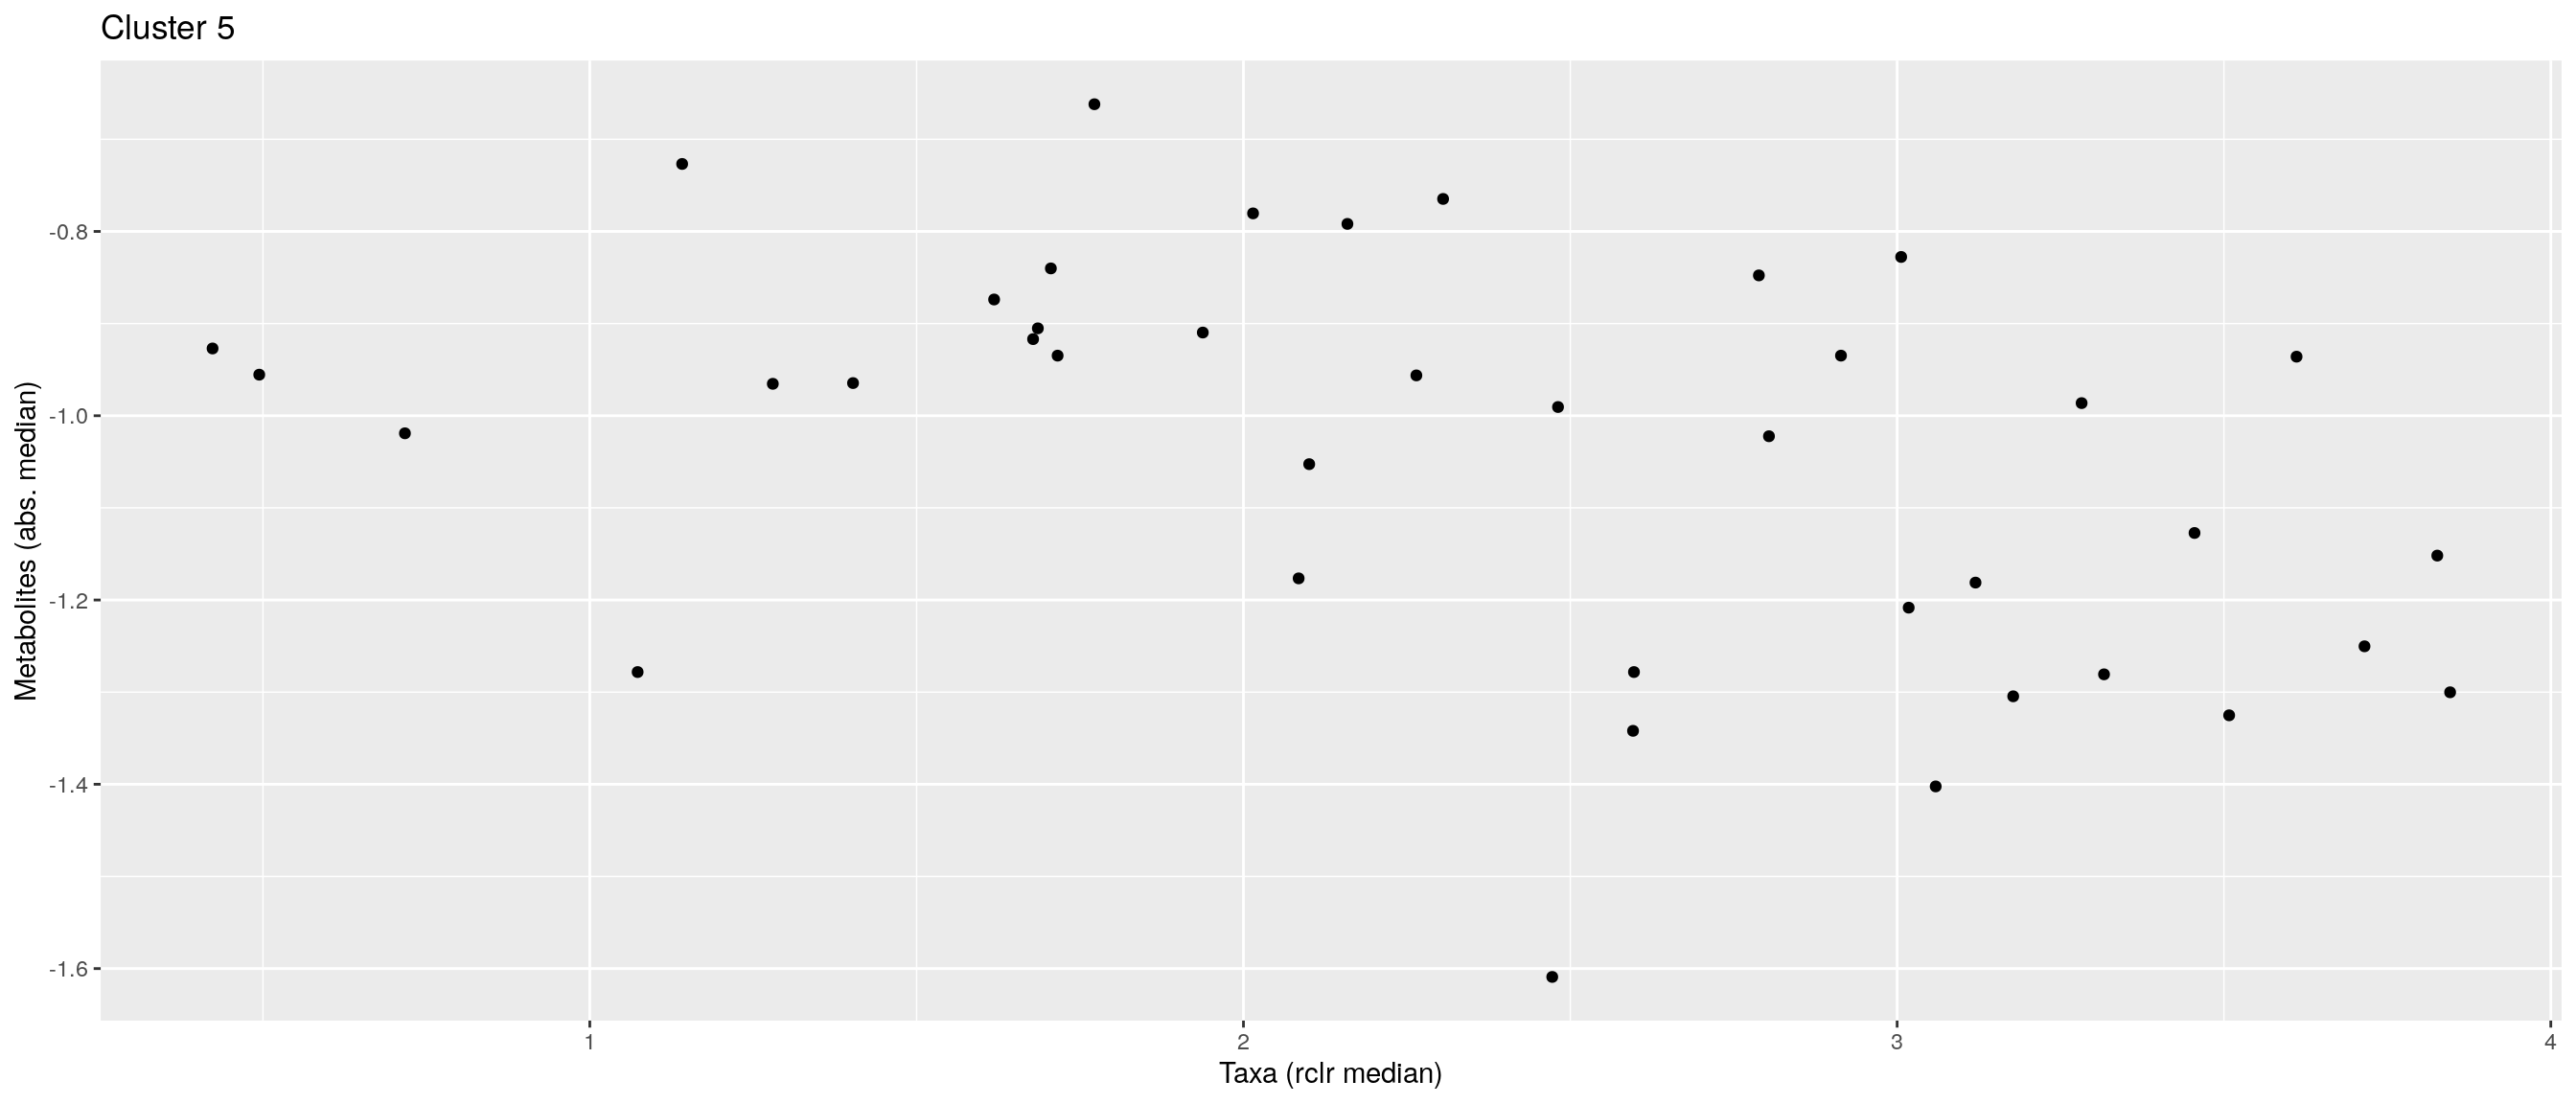 Cluster 5
Metabolites (abs. median)
-0.8
-1.0
-1.2
-1.4
-1.6
1 2 3 4
Taxa (rclr median)